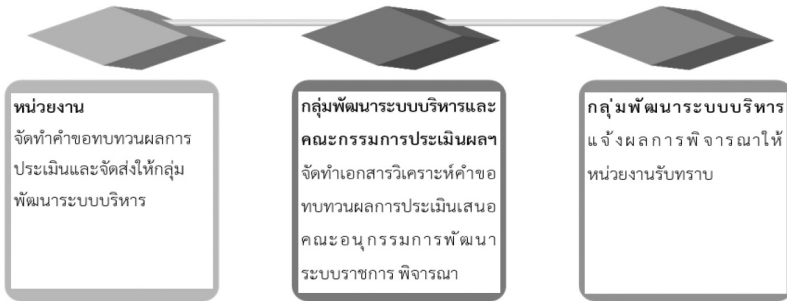 หน่วยงาน
จัดทำคำขอทบทวนผลการ
ประเมินและจัดส่งให้กลุ่ม
พัฒนาระบบบริหาร
กลุ่มพัฒนาระบบบริหารและ
คณะกรรมการประเมินผลฯ
จัดทำเอกสารวิเคราะห์คำขอ
ทบทวนผลการประเมินเสนอ
คณะอนุกรรมการพัฒนา
ระบบราชการ พิจารณา
กลุ่มพัฒนาระบบบริหาร
แจ้งผลการพิจารณาให้
หน่วยงานรับทราบ